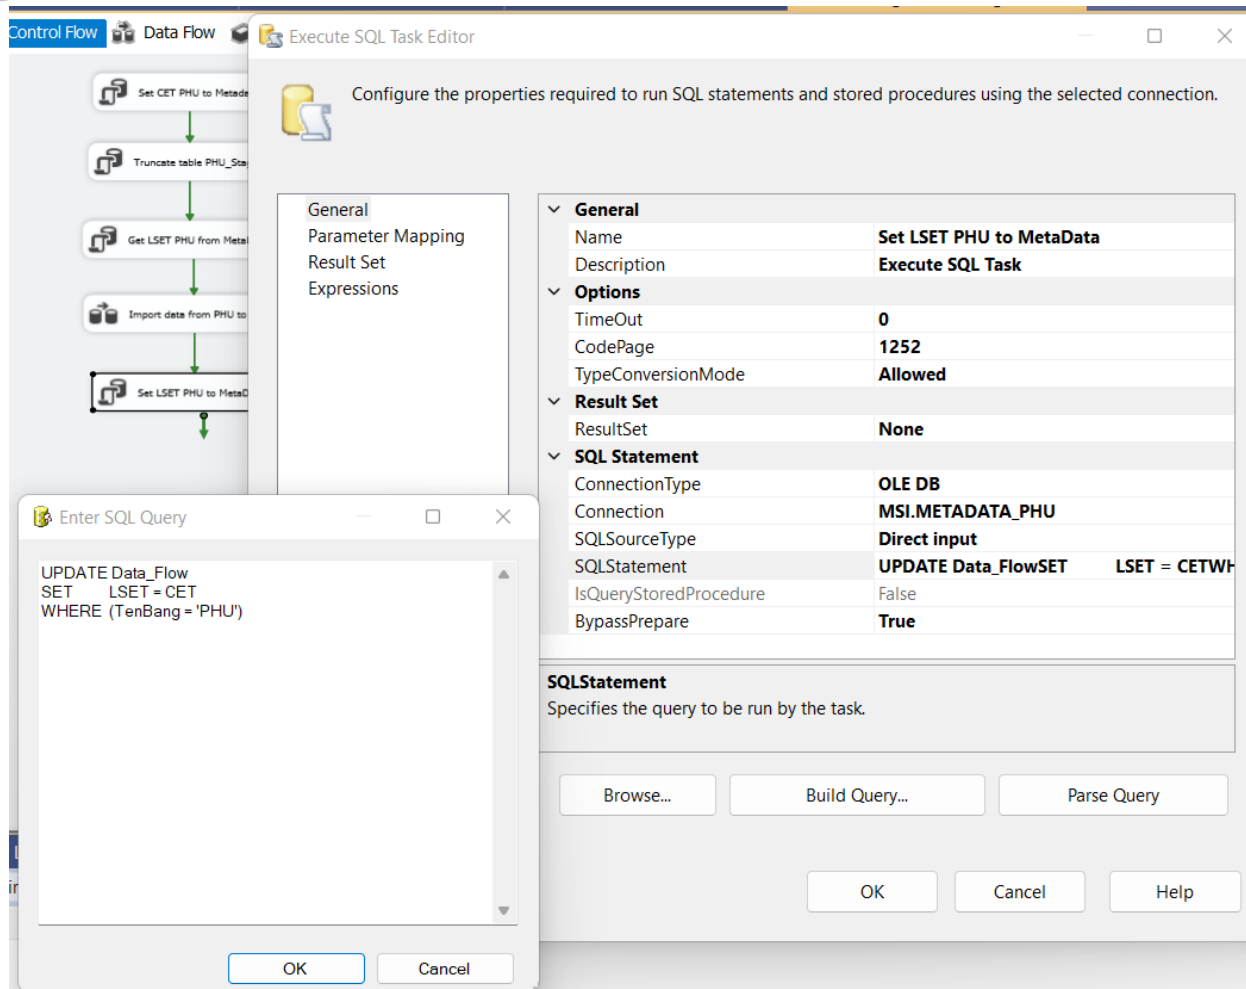 Control Flow
Data Flow
Execute SQL Task Editor
Set CET PHU to
Truncate table
Get LSET PHU from
Import data from PHU to
Set LSET PHU to
Configure the properties required to run SQL statements and stored procedures using the selected connection.
General
Parameter Mapping
Result Set
Expressions
General
Name Set LSET PHU to MetaData
Description Execute SQL Task
Options
TimeOut 0
CodePage 1252
TypeConversionMode Allowed
Result Set
ResultSet None
SQL Statement
ConnectionType OLE DB
Connection MSI.METADATA_PHU
SQLSourceType Direct input
SQLStatement UPDATE Data_FlowSET LSET = CETWH
IsQueryStoredProcedure False
BypassPrepare True
SQLStatement
Specifies the query to be run by the task.
Browse...
Build Query...
Parse Query
OK
Cancel
Help
Enter SQL Query
UPDATE Data_Flow
SET LSET = CET
WHERE (TenBang = 'PHU')
OK
Cancel